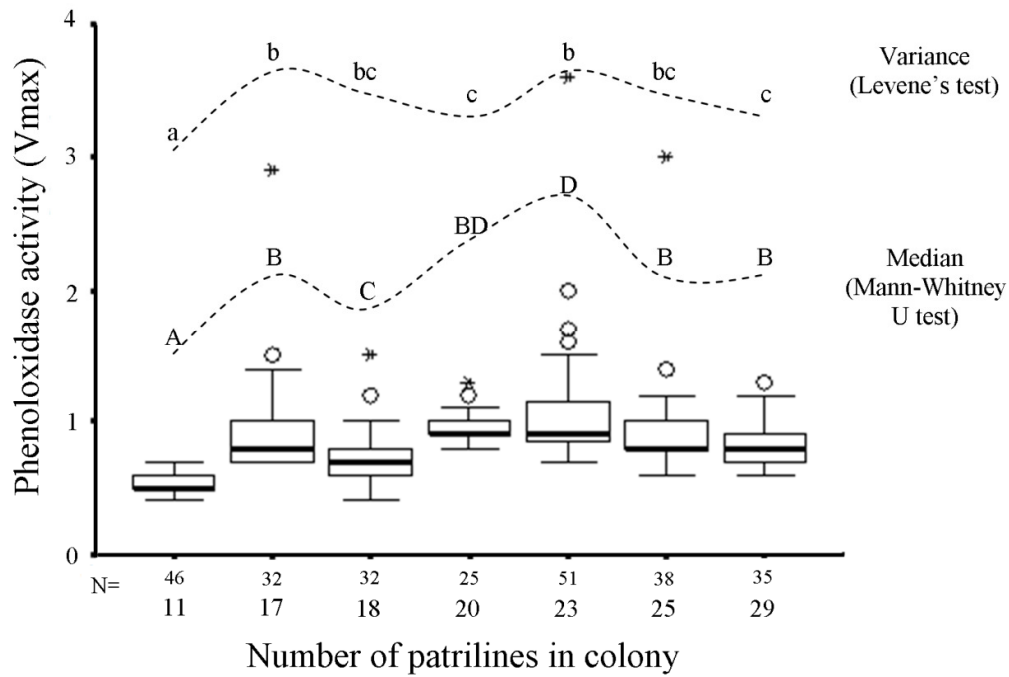 4
3
2
1
0
Phenoloxidase activity (Vmax)
a
b
bc
c
b
bc
c
Variance
(Levene's test)
A
B
C
BD
D
B
B
Median
(Mann-Whitney
U test)
N=
46 32 32 25 51 38 35
11 17 18 20 23 25 29
Number of patrilines in colony